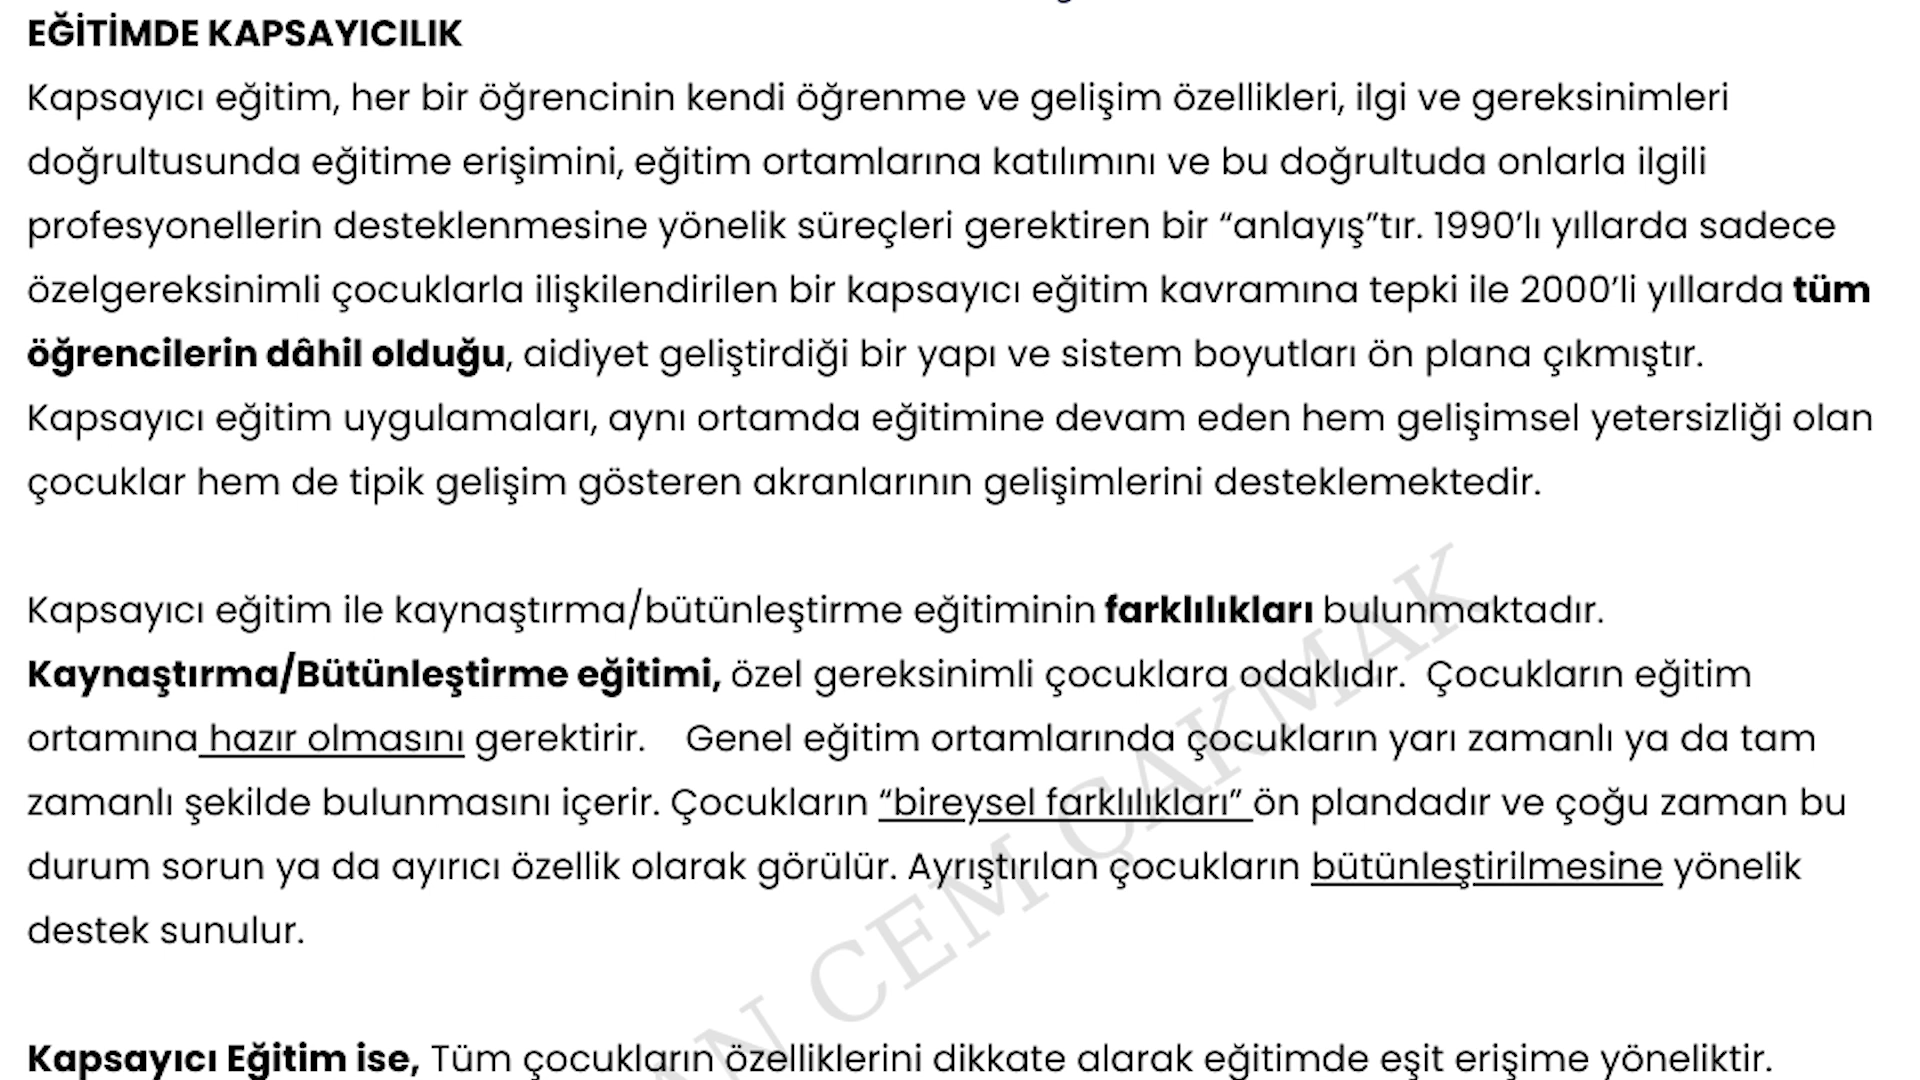 EĞİTİMDE KAPSAYICILIK
Kapsayıcı eğitim, her bir öğrencinin kendi öğrenme ve gelişim özellikleri, ilgi ve gereksinimleri
doğrultusunda eğitime erişimini, eğitim ortamlarına katılımını ve bu doğrultuda onlarla ilgili
profesyonellerin desteklenmesine yönelik süreçleri gerektiren bir “anlayış”tır. 1990’lı yıllarda sadece
özelgereksinimli çocuklarla ilişkilendirilen bir kapsayıcı eğitim kavramına tepki ile 2000’li yıllarda tüm
öğrencilerin dâhil olduğu, aidiyet geliştirdiği bir yapı ve sistem boyutları ön plana çıkmıştır.
Kapsayıcı eğitim uygulamaları, aynı ortamda eğitimine devam eden hem gelişimsel yetersizliği olan
çocuklar hem de tipik gelişim gösteren akranlarının gelişimlerini desteklemektedir.
Kapsayıcı eğitim ile kaynaştırma/bütünleştirme eğitiminin farklılıkları bulunmaktadır.
Kaynaştırma/Bütünleştirme eğitimi, özel gereksinimli çocuklara odaklıdır. Çocukların eğitim
ortamına hazır olmasını gerektirir. Genel eğitim ortamlarında çocukların yarı zamanlı ya da tam
zamanlı şekilde bulunmasını içerir. Çocukların “bireysel farklılıkları” ön plandadır ve çoğu zaman bu
durum sorun ya da ayırıcı özellik olarak görülür. Ayrıştırılan çocukların bütünleştirilmesine yönelik
destek sunulur.
Kapsayıcı Eğitim ise, Tüm çocukların özelliklerini dikkate alarak eğitimde eşit erişime yöneliktir.
CEM ÇAKMAK